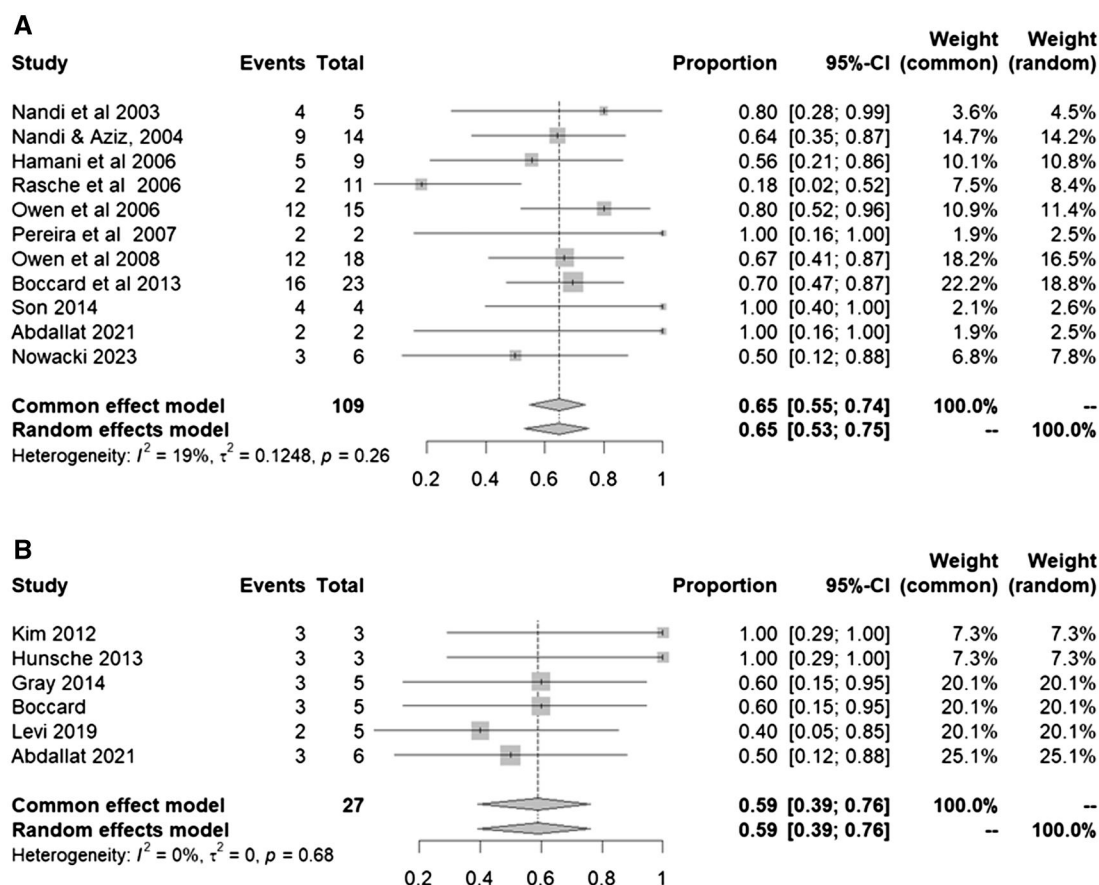 A
Weight Weight
Study Events Total Proportion 95%-CI (common) (random)
Nandi et al 2003 4 5 0.80 [0.28; 0.99] 3.6% 4.5%
Nandi & Aziz, 2004 9 14 0.64 [0.35; 0.87] 14.7% 14.2%
Hamani et al 2006 5 9 0.56 [0.21; 0.86] 10.1% 10.8%
Rasche et al 2006 2 11 0.18 [0.02; 0.52] 7.5% 8.4%
Owen et al 2006 12 15 0.80 [0.52; 0.96] 10.9% 11.4%
Pereira et al 2007 2 2 1.00 [0.16; 1.00] 1.9% 2.5%
Owen et al 2008 12 18 0.67 [0.41; 0.87] 18.2% 16.5%
Boccard et al 2013 16 23 0.70 [0.47; 0.87] 22.2% 18.8%
Son 2014 4 4 1.00 [0.40; 1.00] 2.1% 2.6%
Abdallat 2021 2 2 1.00 [0.16; 1.00] 1.9% 2.5%
Nowacki 2023 3 6 0.50 [0.12; 0.88] 6.8% 7.8%
Common effect model 109 0.65 [0.55; 0.74] 100.0% --
Random effects model 0.65 [0.53; 0.75] -- 100.0%
Heterogeneity: I² = 19%, τ² = 0.1248, p = 0.26
0.2 0.4 0.6 0.8 1
B
Weight Weight
Study Events Total Proportion 95%-CI (common) (random)
Kim 2012 3 3 1.00 [0.29; 1.00] 7.3% 7.3%
Hunsche 2013 3 3 1.00 [0.29; 1.00] 7.3% 7.3%
Gray 2014 3 5 0.60 [0.15; 0.95] 20.1% 20.1%
Boccard 3 5 0.60 [0.15; 0.95] 20.1% 20.1%
Levi 2019 2 5 0.40 [0.05; 0.85] 20.1% 20.1%
Abdallat 2021 3 6 0.50 [0.12; 0.88] 25.1% 25.1%
Common effect model 27 0.59 [0.39; 0.76] 100.0% --
Random effects model 0.59 [0.39; 0.76] -- 100.0%
Heterogeneity: I² = 0%, τ² = 0, p = 0.68
0.2 0.4 0.6 0.8 1